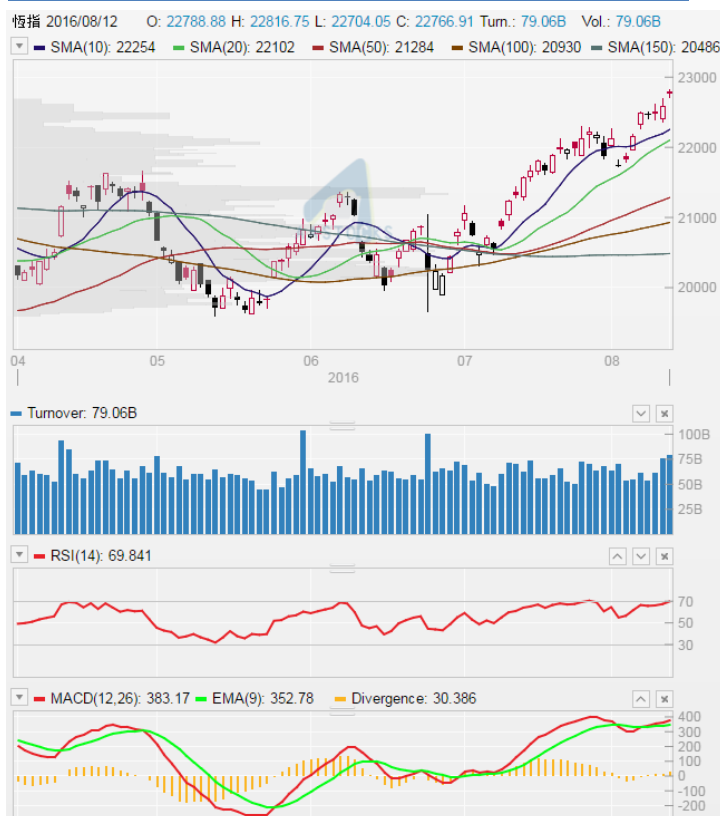 恆指 2016/08/12 O: 22788.88 H: 22816.75 L: 22704.05 C: 22766.91 Turn.: 79.06B Vol.: 79.06B
SMA(10): 22254 SMA(20): 22102 SMA(50): 21284 SMA(100): 20930 SMA(150): 20486
23000
22000
21000
20000
04 05 06 07 08
2016
Turnover: 79.06B
100B
75B
50B
25B
RSI(14): 69.841
70
50
30
MACD(12,26): 383.17 EMA(9): 352.78 Divergence: 30.386
400
300
200
100
0
-100
-200